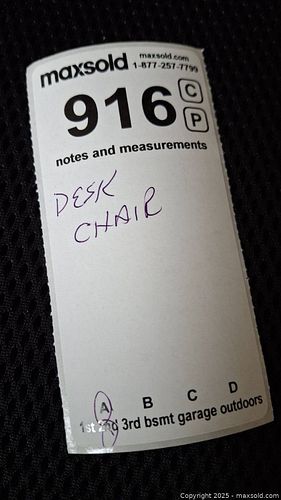 maxsold
maxsold.com
1-877-257-7799
916
C
P
notes and measurements
DESK
CHAIR
A B C D
1st 2nd 3rd bsmt garage outdoors
Copyright 2025 - maxsold.com